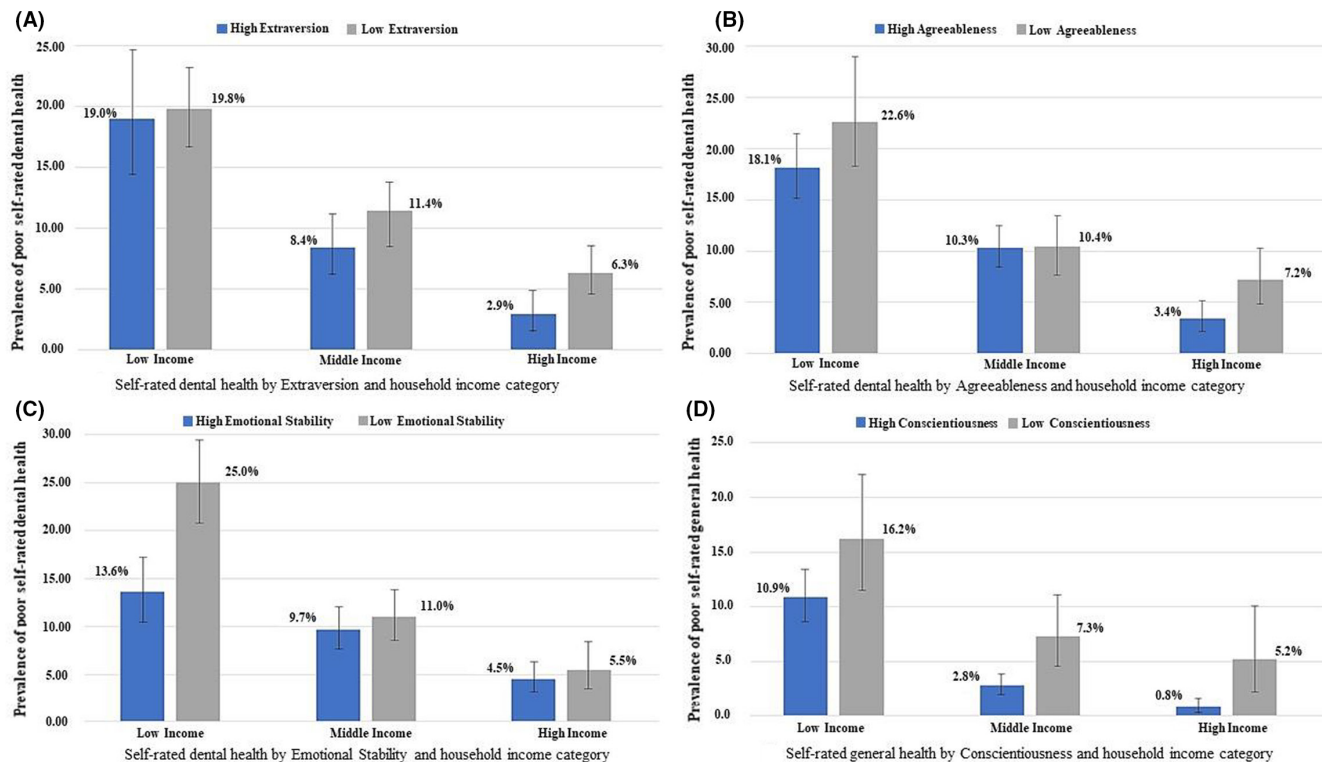 (A)
High Extraversion Low Extraversion
Prevalence of poor self-rated dental health
25.00
20.00
15.00
10.00
5.00
0.00
19.0%
19.8%
8.4%
11.4%
2.9%
6.3%
Low Income Middle Income High Income
Self-rated dental health by Extraversion and household income category
(B)
High Agreeableness Low Agreeableness
Prevalence of poor self-rated dental health
30.00
25.00
20.00
15.00
10.00
5.00
0.00
18.1%
22.6%
10.3%
10.4%
3.4%
7.2%
Low Income Middle Income High Income
Self-rated dental health by Agreeableness and household income category
(C)
High Emotional Stability Low Emotional Stability
Prevalence of poor self-rated dental health
30.00
25.00
20.00
15.00
10.00
5.00
0.00
13.6%
25.0%
9.7%
11.0%
4.5%
5.5%
Low Income Middle Income High Income
Self-rated dental health by Emotional Stability and household income category
(D)
High Conscientiousness Low Conscientiousness
Prevalence of poor self-rated general health
25.0
20.0
15.0
10.0
5.0
0.0
10.9%
16.2%
2.8%
7.3%
0.8%
5.2%
Low Income Middle Income High Income
Self-rated general health by Conscientiousness and household income category